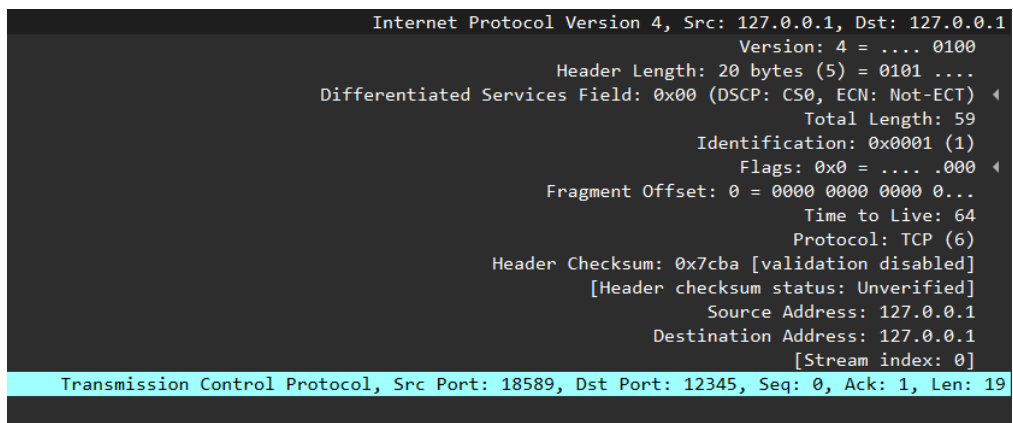 Internet Protocol Version 4, Src: 127.0.0.1, Dst: 127.0.0.1
Version: 4 = .... 0100
Header Length: 20 bytes (5) = 0101 ....
Differentiated Services Field: 0x00 (DSCP: CS0, ECN: Not-ECT)
Total Length: 59
Identification: 0x0001 (1)
Flags: 0x0 = .... .000
Fragment Offset: 0 = 0000 0000 0000 0...
Time to Live: 64
Protocol: TCP (6)
Header Checksum: 0x7cba [validation disabled]
[Header checksum status: Unverified]
Source Address: 127.0.0.1
Destination Address: 127.0.0.1
[Stream index: 0]
Transmission Control Protocol, Src Port: 18589, Dst Port: 12345, Seq: 0, Ack: 1, Len: 19